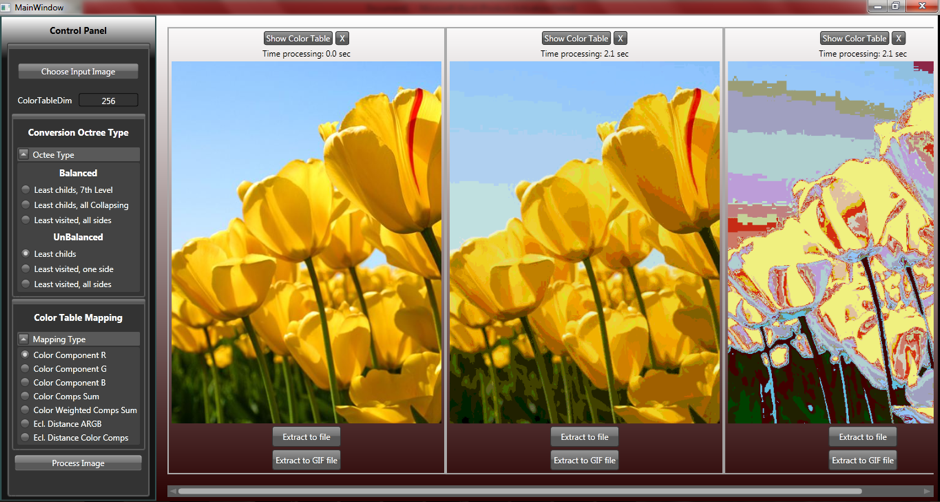 MainWindow
Control Panel
Choose Input Image
ColorTableDim 256
Conversion Octree Type
Octee Type
Balanced
Least childs, 7th Level
Least childs, all Collapsing
Least visited, all sides
UnBalanced
Least childs
Least visited, one side
Least visited, all sides
Color Table Mapping
Mapping Type
Color Component R
Color Component G
Color Component B
Color Comps Sum
Color Weighted Comps Sum
Ecl. Distance ARGB
Ecl. Distance Color Comps
Process Image
Show Color Table X
Time processing: 0.0 sec
Extract to file
Extract to GIF file
Show Color Table X
Time processing: 2.1 sec
Extract to file
Extract to GIF file
Show Color Table X
Time processing: 2.1 sec
Extract to file
Extract to GIF file